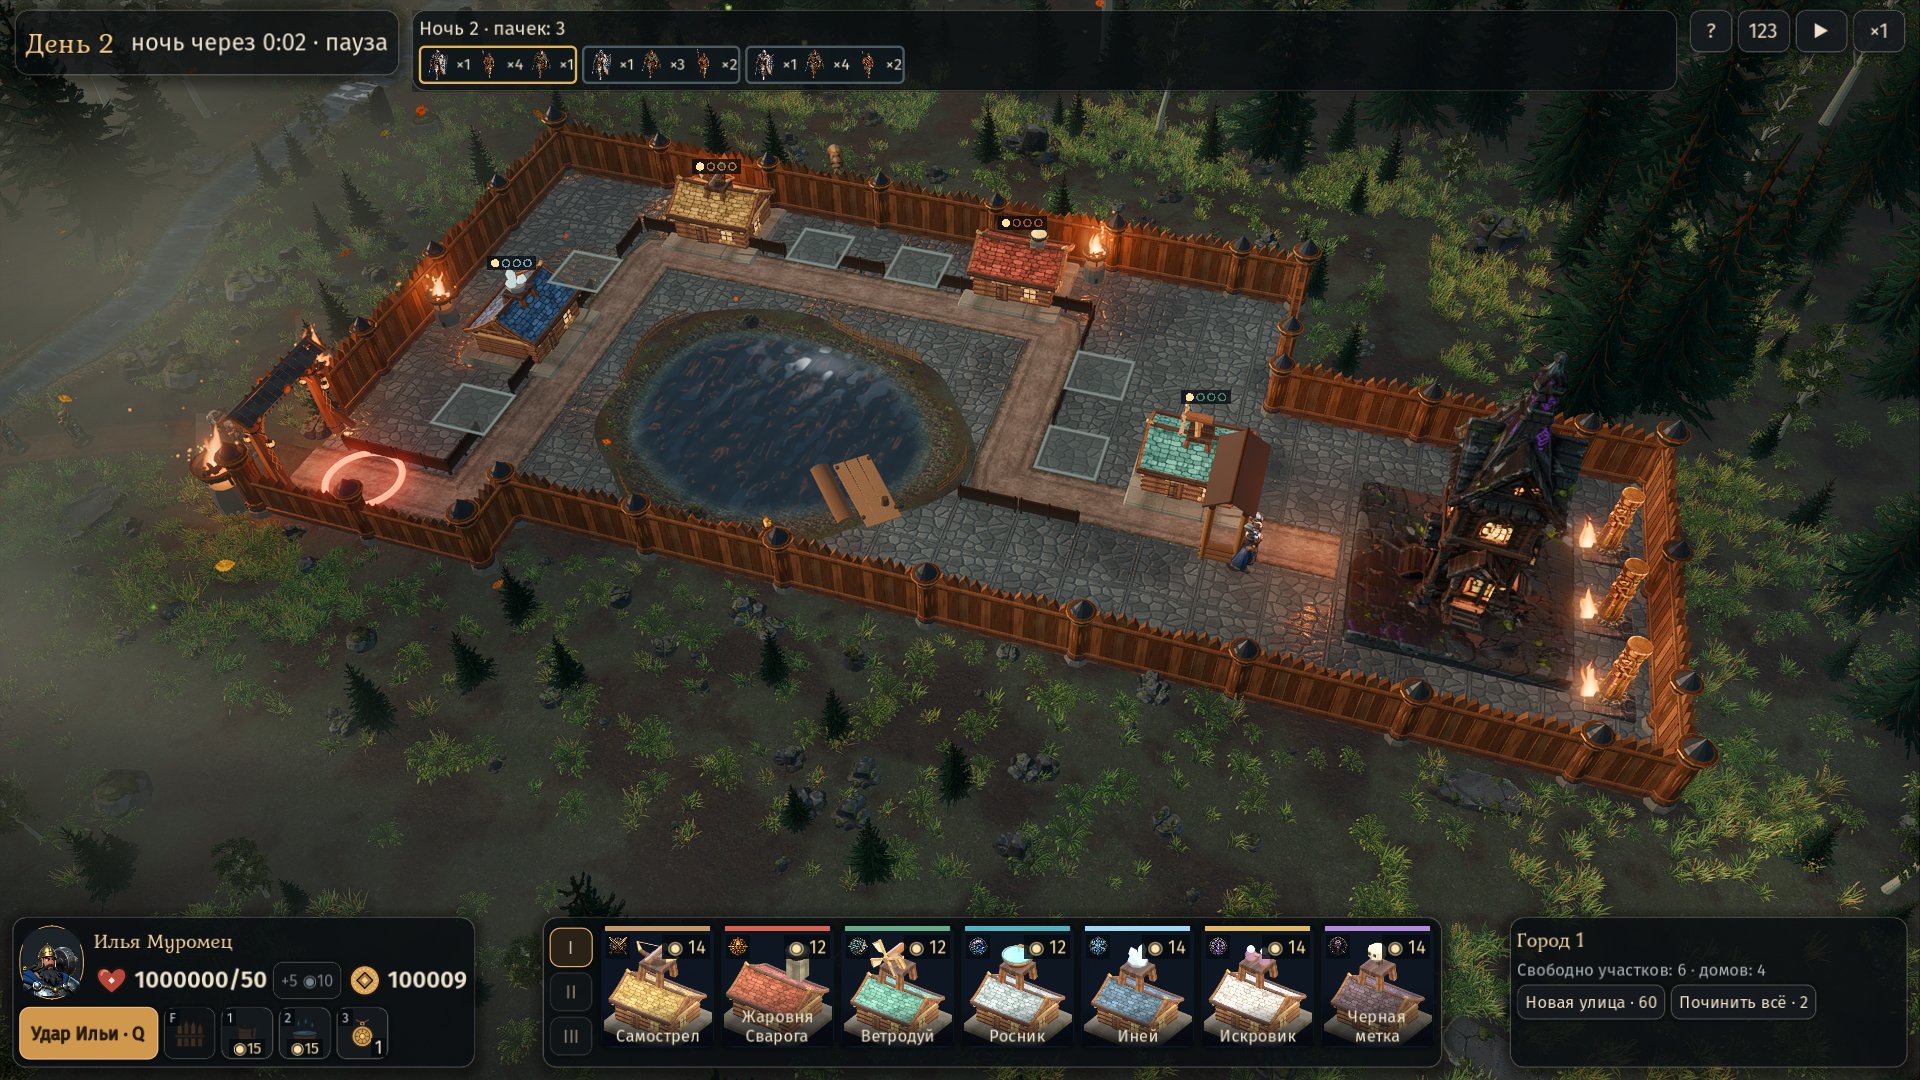 День 2 ночь через 0:02 · пауза
Ночь 2 · пачек: 3
×1 ×4 ×1 ×1 ×3 ×2 ×1 ×4 ×2
? 123 ×1
Илья Муромец
1000000/50 +5 10 100009
Удар Ильи · Q
F
1 15
2 15
3 1
I
II
III
14
Самострел
12
Жаровня
Сварога
12
Ветродуй
12
Росник
14
Иней
14
Искровик
14
Черная
метка
Город 1
Свободно участков: 6 · домов: 4
Новая улица · 60 Починить всё · 2